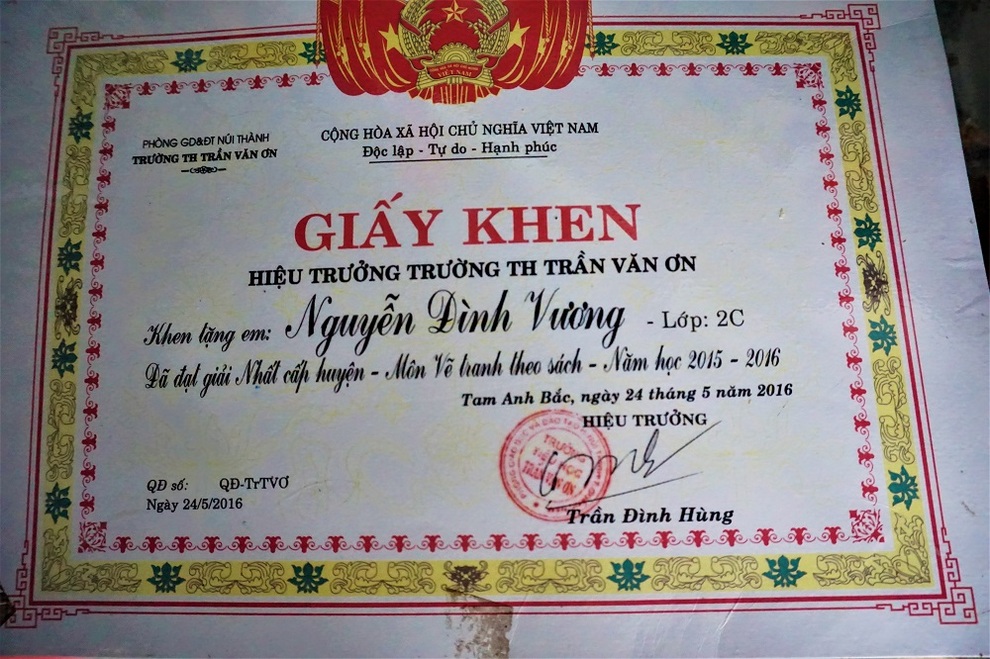 VIỆT NAM
PHÒNG GD&ĐT NÚI THÀNH
TRƯỜNG TH TRẦN VĂN ƠN
CỘNG HÒA XÃ HỘI CHỦ NGHĨA VIỆT NAM
Độc lập - Tự do - Hạnh phúc
GIẤY KHEN
HIỆU TRƯỞNG TRƯỜNG TH TRẦN VĂN ƠN
Khen tặng em: Nguyễn Đình Vương - Lớp: 2C
Đã đạt giải Nhất cấp huyện - Môn Vẽ tranh theo sách - Năm học 2015 - 2016
Tam Anh Bắc, ngày 24 tháng 5 năm 2016
HIỆU TRƯỞNG
TRƯỜNG
QĐ số: QĐ-TrTVƠ
Ngày 24/5/2016
Trần Đình Hùng